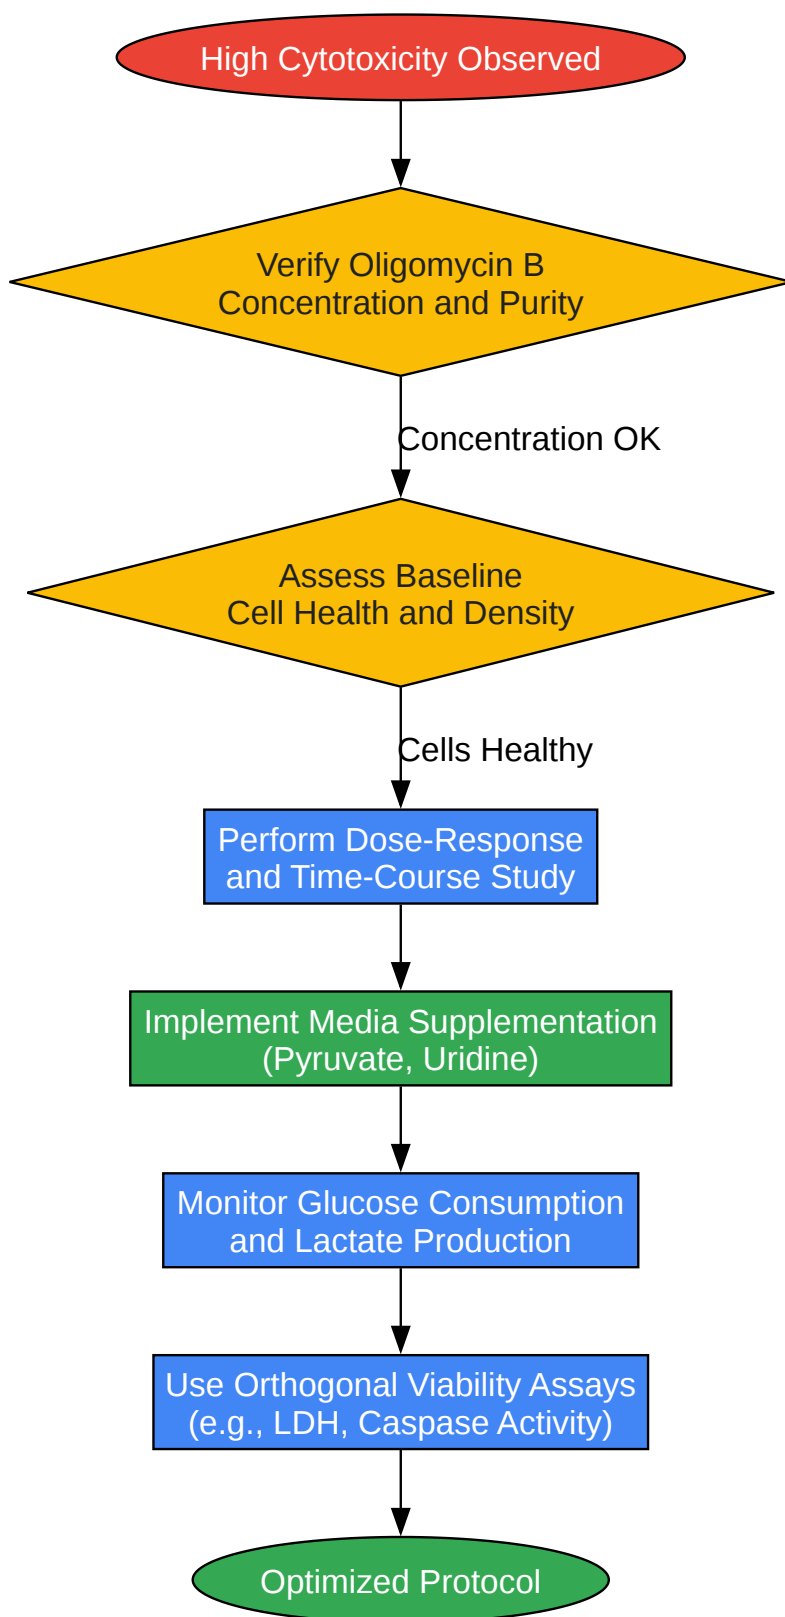 High Cytotoxicity Observed
Verify Oligomycin B
Concentration and Purity
Concentration OK
Assess Baseline
Cell Health and Density
Cells Healthy
Perform Dose-Response
and Time-Course Study
Implement Media Supplementation
(Pyruvate, Uridine)
Monitor Glucose Consumption
and Lactate Production
Use Orthogonal Viability Assays
(e.g., LDH, Caspase Activity)
Optimized Protocol